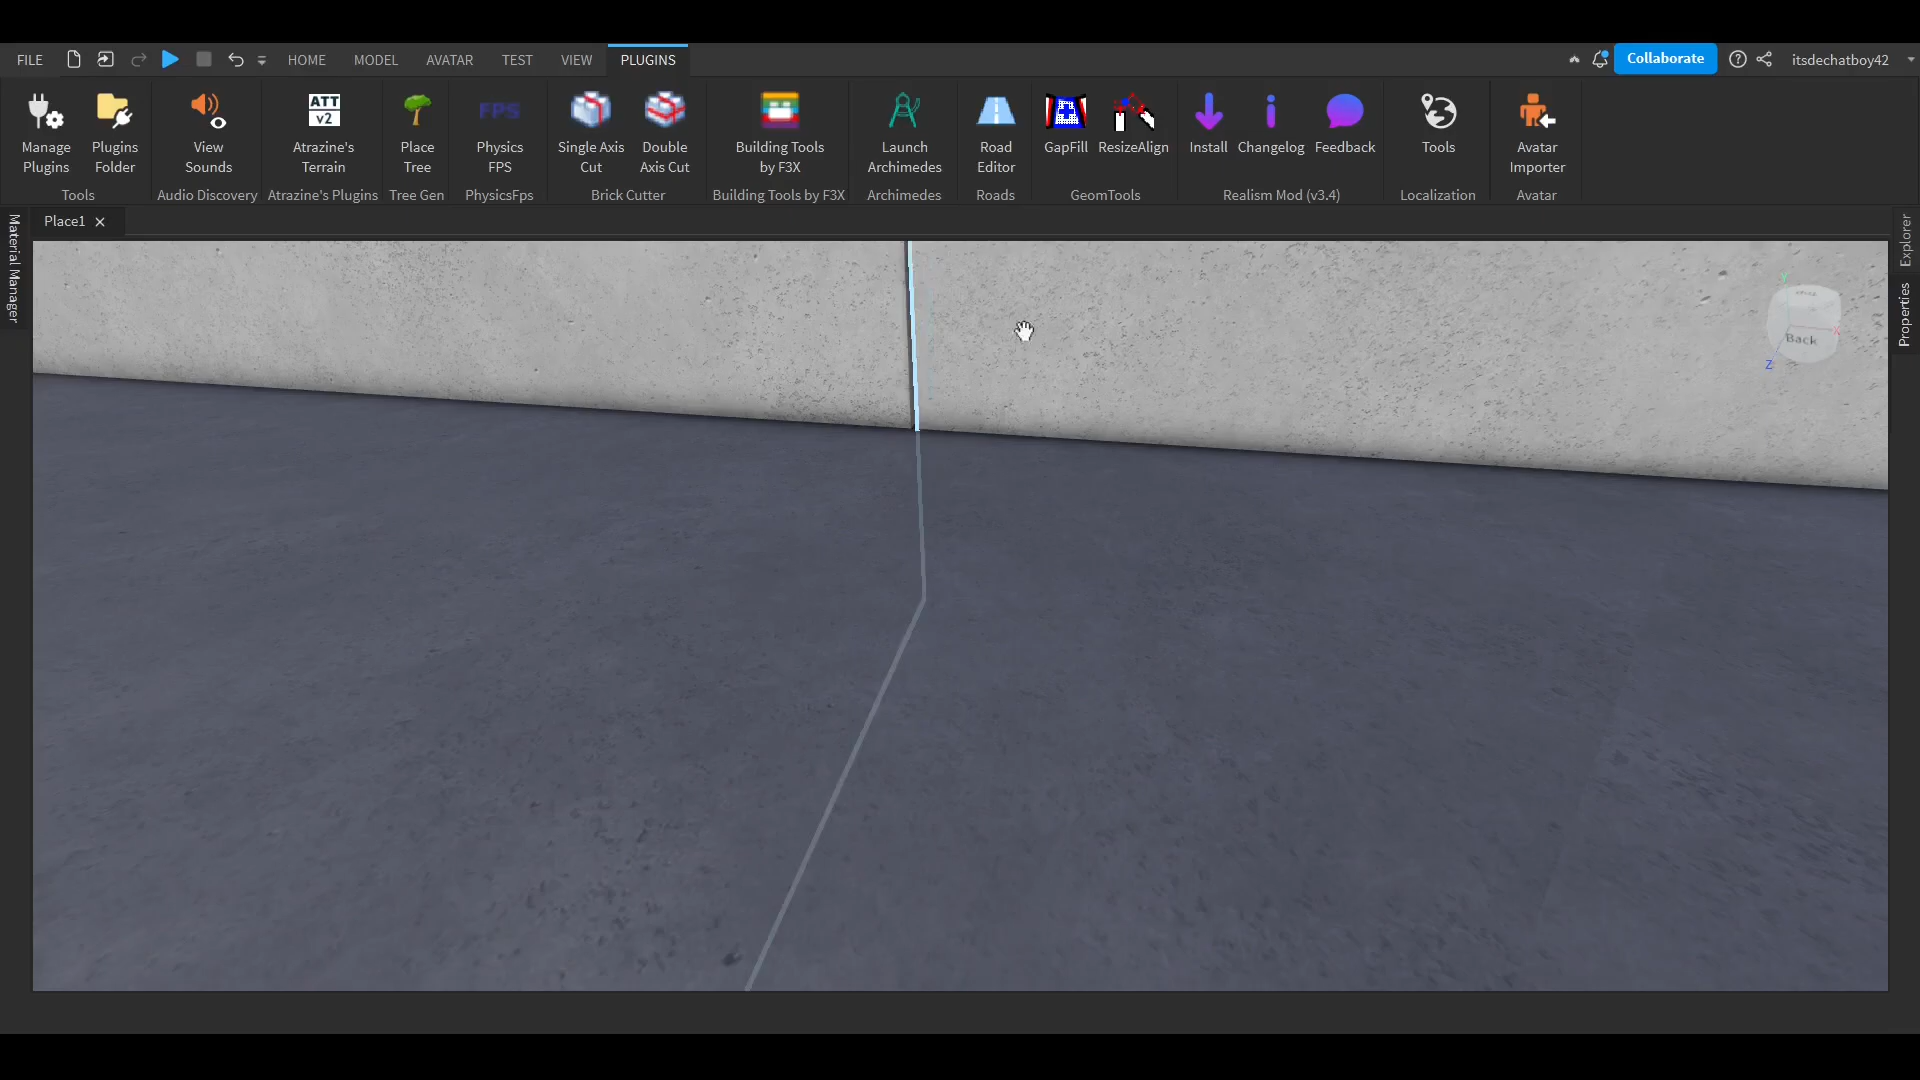 FILE HOME MODEL AVATAR TEST VIEW PLUGINS Collaborate itsdechatboy42
ATT v2 FPS
Manage Plugins Plugins Folder View Sounds Atrazine's Terrain Place Tree Physics FPS Single Axis Cut Double Axis Cut Building Tools by F3X Launch Archimedes Road Editor GapFill ResizeAlign Install Changelog Feedback Tools Avatar Importer
Tools Audio Discovery Atrazine's Plugins Tree Gen PhysicsFps Brick Cutter Building Tools by F3X Archimedes Roads GeomTools Realism Mod (v3.4) Localization Avatar
Place1
Material Manager
Explorer
Properties
Y
X
Back
Z